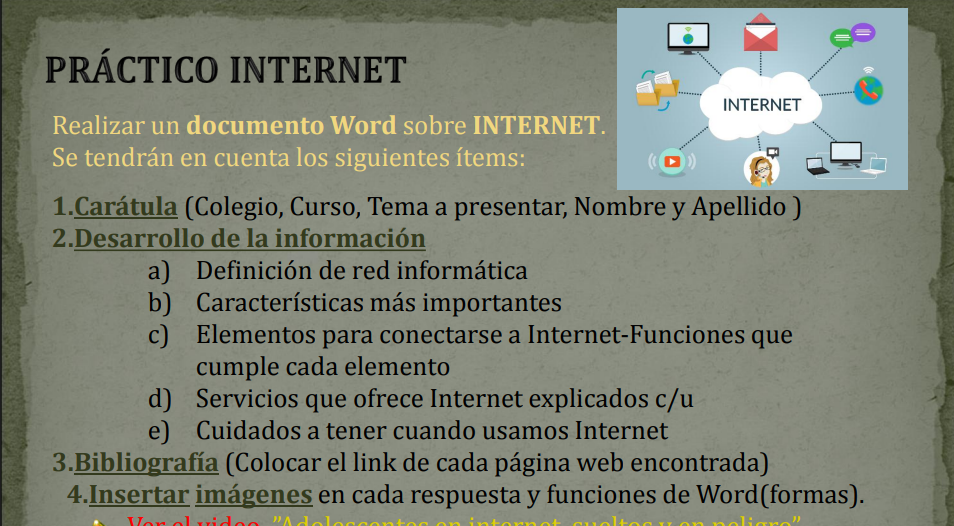 PRÁCTICO INTERNET
INTERNET
Realizar un documento Word sobre INTERNET.
Se tendrán en cuenta los siguientes ítems:
1.Carátula (Colegio, Curso, Tema a presentar, Nombre y Apellido )
2.Desarrollo de la información
a) Definición de red informática
b) Características más importantes
c) Elementos para conectarse a Internet-Funciones que
cumple cada elemento
d) Servicios que ofrece Internet explicados c/u
e) Cuidados a tener cuando usamos Internet
3.Bibliografía (Colocar el link de cada página web encontrada)
4.Insertar imágenes en cada respuesta y funciones de Word(formas).
Ver el video "Adolescentes en internet, sueltos y en peligro"